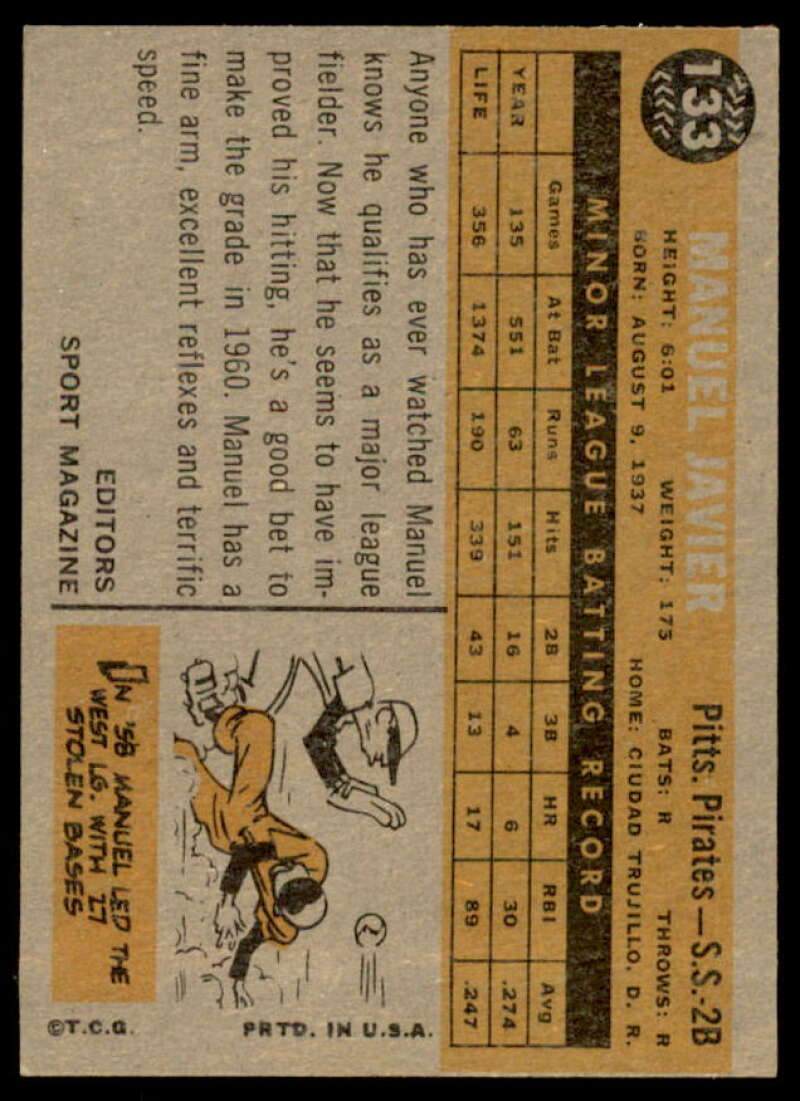 133
MANUEL JAVIER Pitts. Pirates—S.S.-2B
HEIGHT: 6:01 WEIGHT: 175 BATS: R THROWS: R
BORN: AUGUST 9, 1937 HOME: CIUDAD TRUJILLO, D. R.
MINOR LEAGUE BATTING RECORD
Games At Bat Runs Hits 2B 3B HR RBI Avg
YEAR 135 551 63 151 16 4 6 30 .274
LIFE 356 1374 190 339 43 13 17 89 .247
Anyone who has ever watched Manuel
knows he qualifies as a major league
fielder. Now that he seems to have im-
proved his hitting, he's a good bet to
make the grade in 1960. Manuel has a
fine arm, excellent reflexes and terrific
speed.
EDITORS
SPORT MAGAZINE
IN '58 MANUEL LED THE
WEST LG. WITH 27
STOLEN BASES
©T.C.G. PRTD. IN U.S.A.